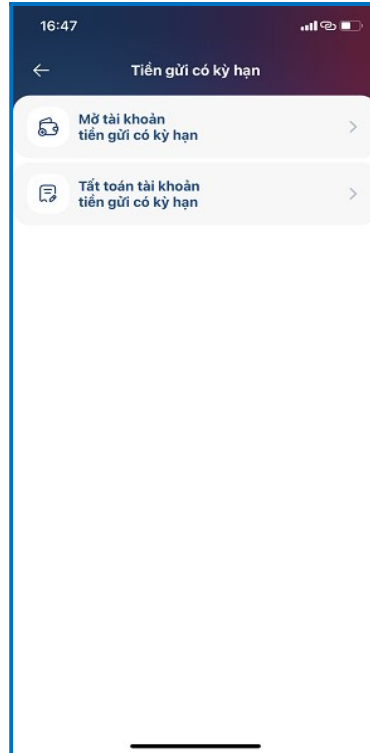 16:47
Tiền gửi có kỳ hạn
Mở tài khoản
tiền gửi có kỳ hạn
Tất toán tài khoản
tiền gửi có kỳ hạn